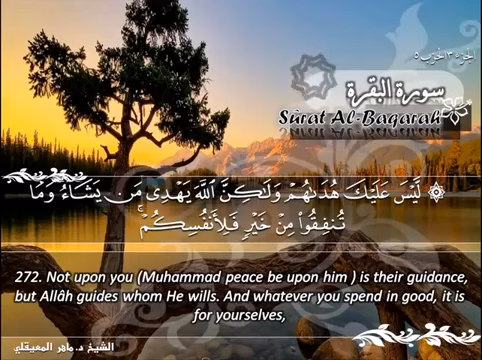 الجزء ٣ الحزب ٥
سورة البقرة
Sūrat Al-Baqarah
۞ لَّيْسَ عَلَيْكَ هُدَىٰهُمْ وَلَـٰكِنَّ ٱللَّهَ يَهْدِى مَن يَشَآءُ وَمَا
تُنفِقُوا۟ مِنْ خَيْرٍ فَلِأَنفُسِكُمْ ۚ
272. Not upon you (Muhammad peace be upon him ) is their guidance,
but Allâh guides whom He wills. And whatever you spend in good, it is
for yourselves,
الشيخ د. ماهر المعيقلي